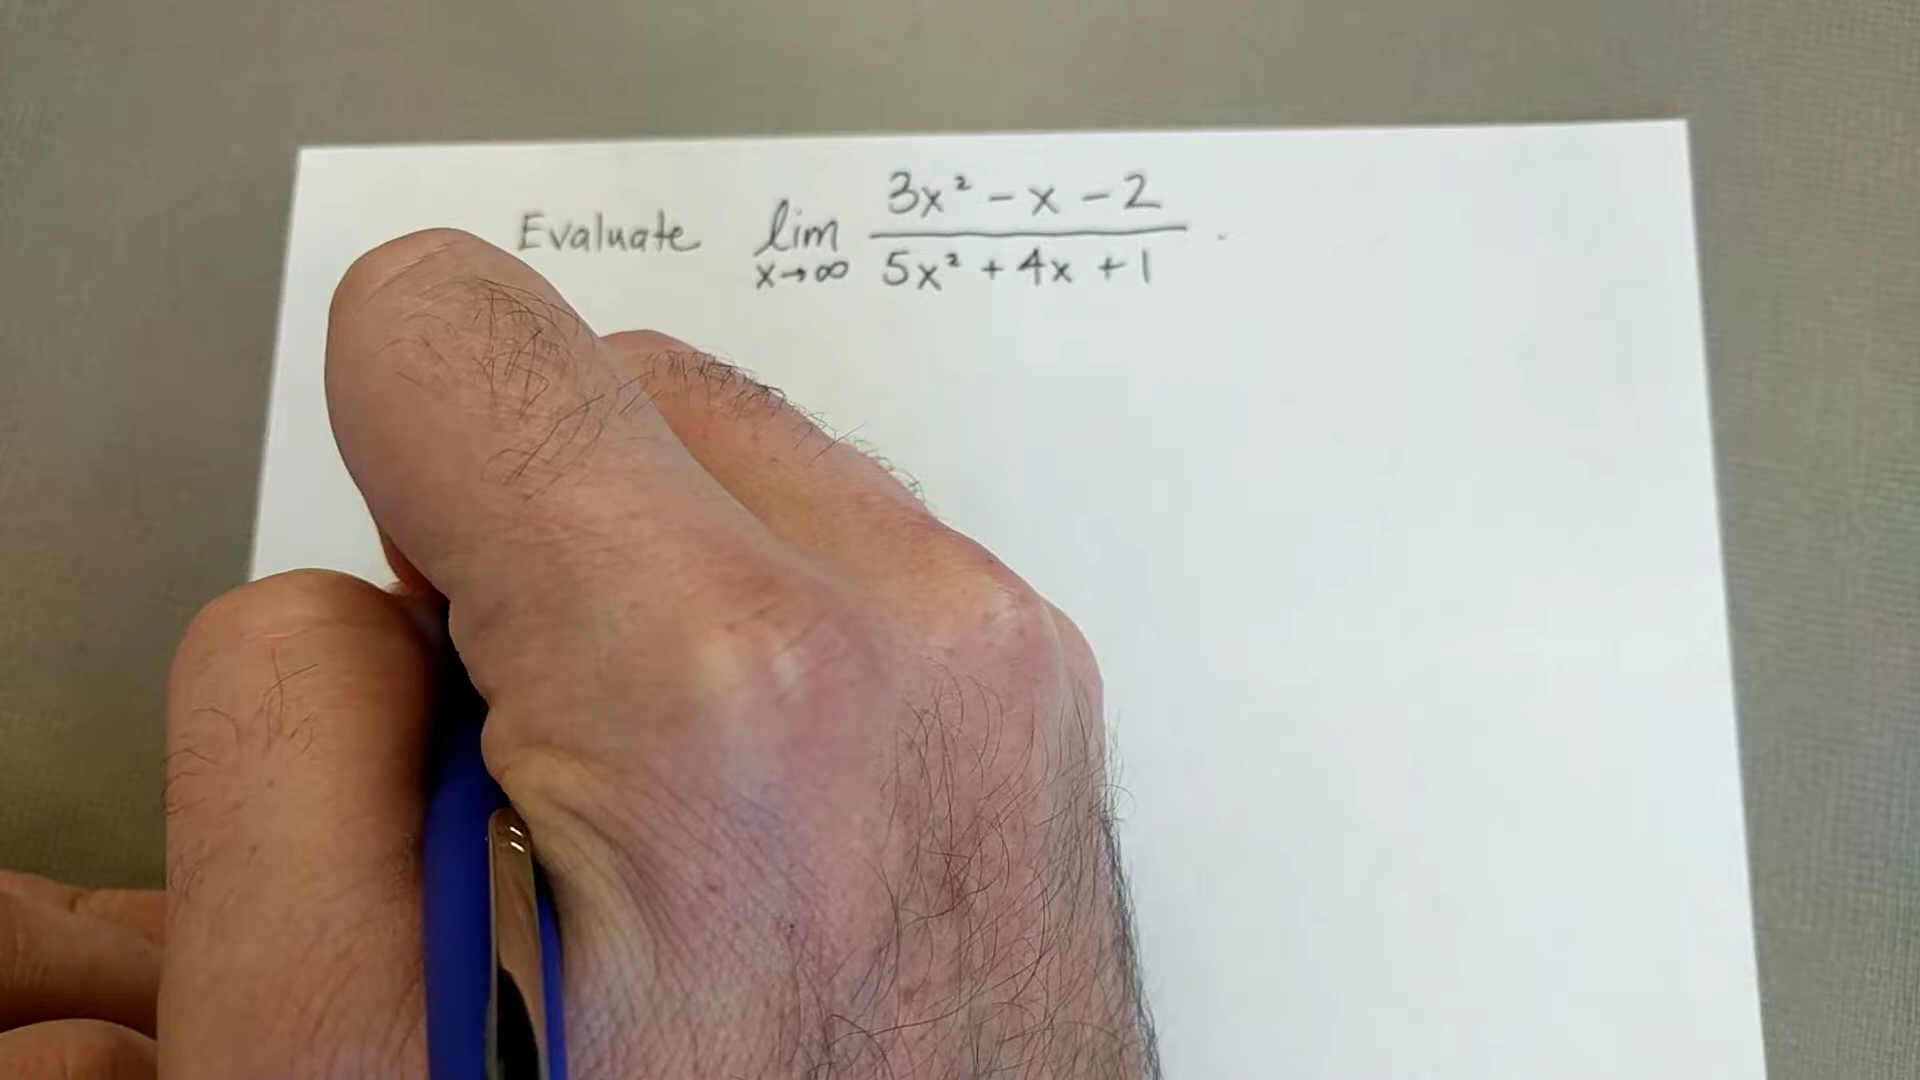 Evaluate lim x→∞ (3x² - x - 2) / (5x² + 4x + 1) .